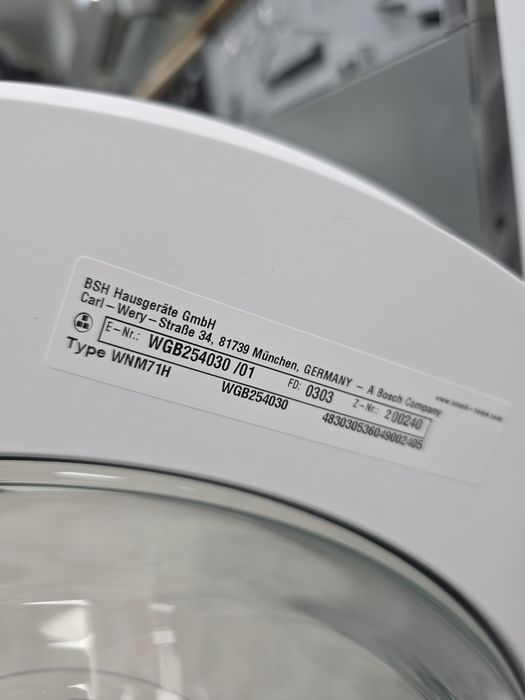 BSH Hausgeräte GmbH
Carl-Wery-Straße 34, 81739 München, GERMANY - A Bosch Company
E-Nr.: WGB254030 /01 FD: 0303 Z-Nr.: 200240
Type WNM71H WGB254030 483030536049002405